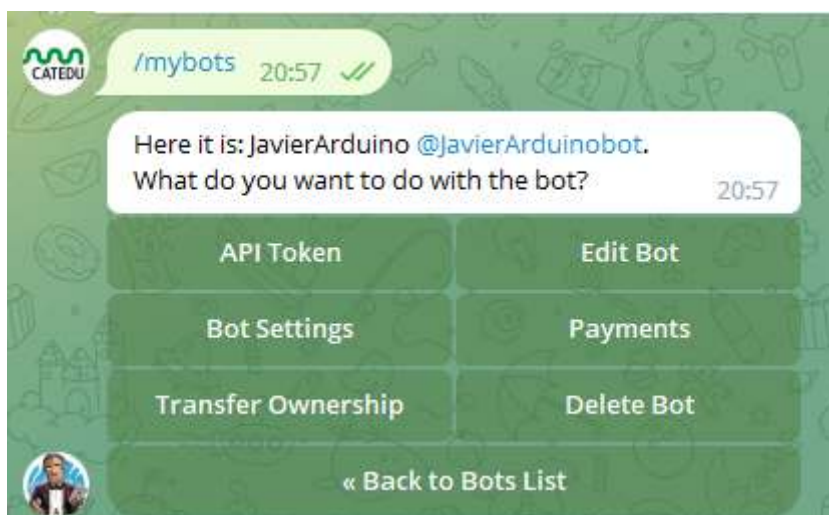 CATEDU
/mybots 20:57
Here it is: JavierArduino @JavierArduinobot.
What do you want to do with the bot? 20:57
API Token Edit Bot
Bot Settings Payments
Transfer Ownership Delete Bot
« Back to Bots List